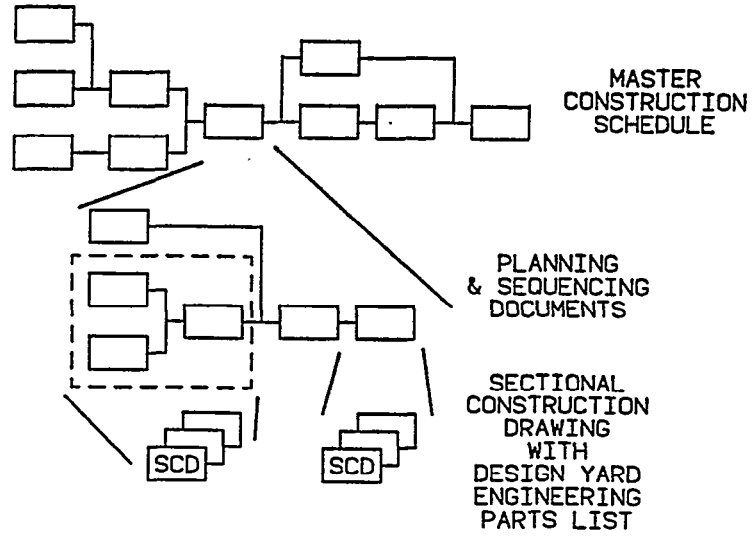 MASTER
CONSTRUCTION
SCHEDULE
PLANNING
& SEQUENCING
DOCUMENTS
SECTIONAL
CONSTRUCTION
DRAWING
WITH
DESIGN YARD
ENGINEERING
PARTS LIST
SCD
SCD